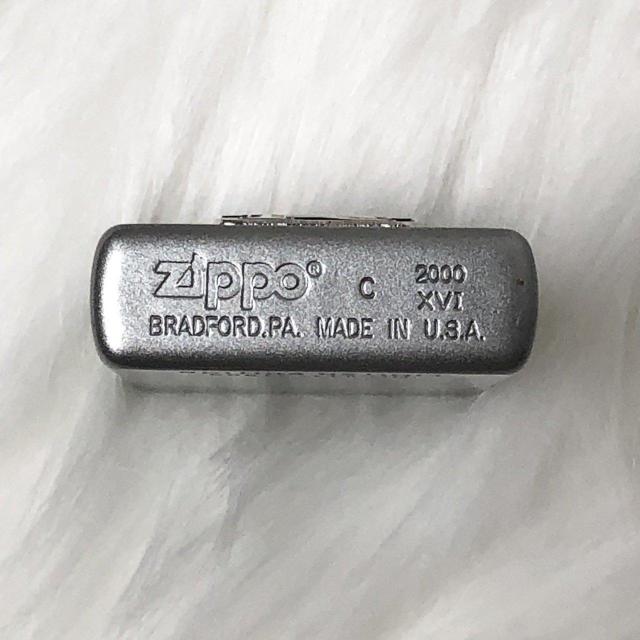 Zippo® C 2000
XVI
BRADFORD.PA. MADE IN U.S.A.